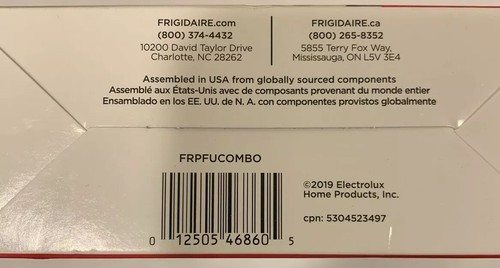 FRIGIDAIRE.com
(800) 374-4432
10200 David Taylor Drive
Charlotte, NC 28262
FRIGIDAIRE.ca
(800) 265-8352
5855 Terry Fox Way,
Mississauga, ON L5V 3E4
Assembled in USA from globally sourced components
Assemblé aux États-Unis avec de composants provenant du monde entier
Ensamblado en los EE. UU. de N. A. con componentes provistos globalmente
FRPFUCOMBO
0 12505 46860 5
©2019 Electrolux
Home Products, Inc.
cpn: 5304523497